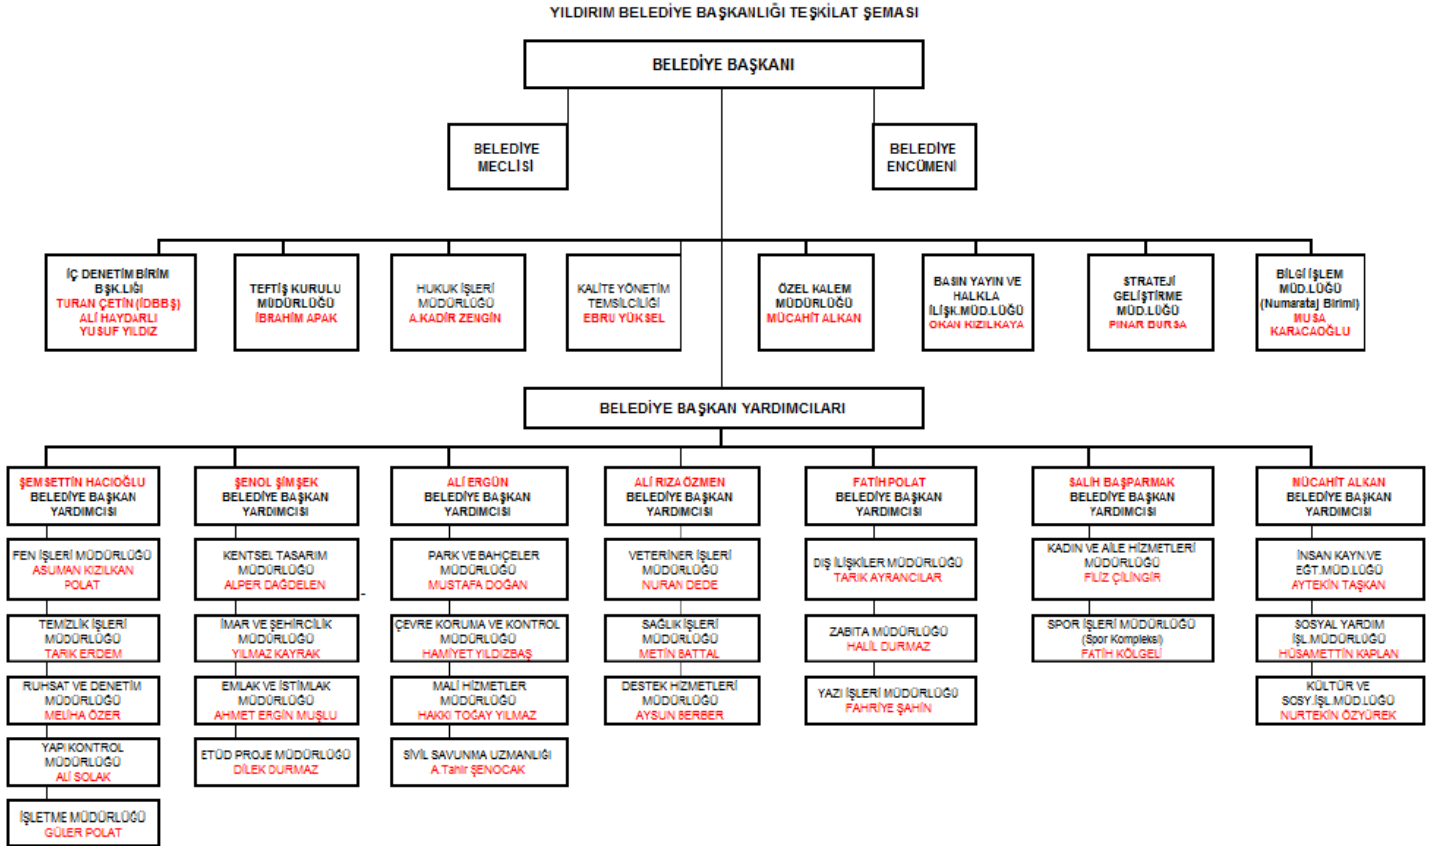 YILDIRIM BELEDİYE BAŞKANLIĞI TEŞKİLAT ŞEMASI
BELEDİYE BAŞKANI
BELEDİYE
MECLİSİ
BELEDİYE
ENCÜMENİ
İÇ DENETİM BİRİM
BŞK.LIĞI
TURAN ÇETİN (İDBBŞ)
ALİ HAYDARLI
YUSUF YILDIZ
TEFTİŞ KURULU
MÜDÜRLÜĞÜ
İBRAHİM APAK
HUKUK İŞLERİ
MÜDÜRLÜĞÜ
A.KADİR ZENGİN
KALİTE YÖNETİM
TEMSİLCİLİĞİ
EBRU YÜKSEL
ÖZEL KALEM
MÜDÜRLÜĞÜ
MÜCAHİT ALKAN
BASIN YAYIN VE
HALKLA
İLİŞK.MÜD.LÜĞÜ
OKAN KIZILKAYA
STRATEJİ
GELİŞTİRME
MÜD.LÜĞÜ
PINAR BURSA
BİLGİ İŞLEM
MÜD.LÜĞÜ
(Numarataj Birimi)
MUSA
KARACAOĞLU
BELEDİYE BAŞKAN YARDIMCILARI
ŞEMSETTİN HACIOĞLU
BELEDİYE BAŞKAN
YARDIMCISI
ŞENOL ŞİMŞEK
BELEDİYE BAŞKAN
YARDIMCISI
ALİ ERGÜN
BELEDİYE BAŞKAN
YARDIMCISI
ALİ RIZA ÖZMEN
BELEDİYE BAŞKAN
YARDIMCISI
FATİH POLAT
BELEDİYE BAŞKAN
YARDIMCISI
SALİH BAŞPARMAK
BELEDİYE BAŞKAN
YARDIMCISI
MÜCAHİT ALKAN
BELEDİYE BAŞKAN
YARDIMCISI
FEN İŞLERİ MÜDÜRLÜĞÜ
ASUMAN KIZILKAN
POLAT
KENTSEL TASARIM
MÜDÜRLÜĞÜ
ALPER DAĞDELEN
PARK VE BAHÇELER
MÜDÜRLÜĞÜ
MUSTAFA DOĞAN
VETERİNER İŞLERİ
MÜDÜRLÜĞÜ
NURAN DEDE
DIŞ İLİŞKİLER MÜDÜRLÜĞÜ
TARIK AYRANCILAR
KADIN VE AİLE HİZMETLERİ
MÜDÜRLÜĞÜ
FİLİZ ÇİLİNGİR
İNSAN KAYN.VE
EĞT.MÜD.LÜĞÜ
AYTEKİN TAŞKAN
TEMİZLİK İŞLERİ
MÜDÜRLÜĞÜ
TARIK ERDEM
İMAR VE ŞEHİRCİLİK
MÜDÜRLÜĞÜ
YILMAZ KAYRAK
ÇEVRE KORUMA VE KONTROL
MÜDÜRLÜĞÜ
HAMİYET YILDIZBAŞ
SAĞLIK İŞLERİ
MÜDÜRLÜĞÜ
METİN BATTAL
ZABITA MÜDÜRLÜĞÜ
HALİL DURMAZ
SPOR İŞLERİ MÜDÜRLÜĞÜ
(Spor Kompleksi)
FATİH KÖLGELİ
SOSYAL YARDIM
İŞL.MÜDÜRLÜĞÜ
HÜSAMETTİN KAPLAN
RUHSAT VE DENETİM
MÜDÜRLÜĞÜ
MELİHA ÖZER
EMLAK VE İSTİMLAK
MÜDÜRLÜĞÜ
AHMET ERGİN MUŞLU
MALİ HİZMETLER
MÜDÜRLÜĞÜ
HAKKI TOGAY YILMAZ
DESTEK HİZMETLERİ
MÜDÜRLÜĞÜ
AYSUN BERBER
YAZI İŞLERİ MÜDÜRLÜĞÜ
FAHRİYE ŞAHİN
KÜLTÜR VE
SOSY.İŞL.MÜD.LÜĞÜ
NURTEKİN ÖZYÜREK
YAPI KONTROL
MÜDÜRLÜĞÜ
ALİ SOLAK
ETÜD PROJE MÜDÜRLÜĞÜ
DİLEK DURMAZ
SİVİL SAVUNMA UZMANLIĞI
A.Tahir ŞENOCAK
İŞLETME MÜDÜRLÜĞÜ
GÜLER POLAT